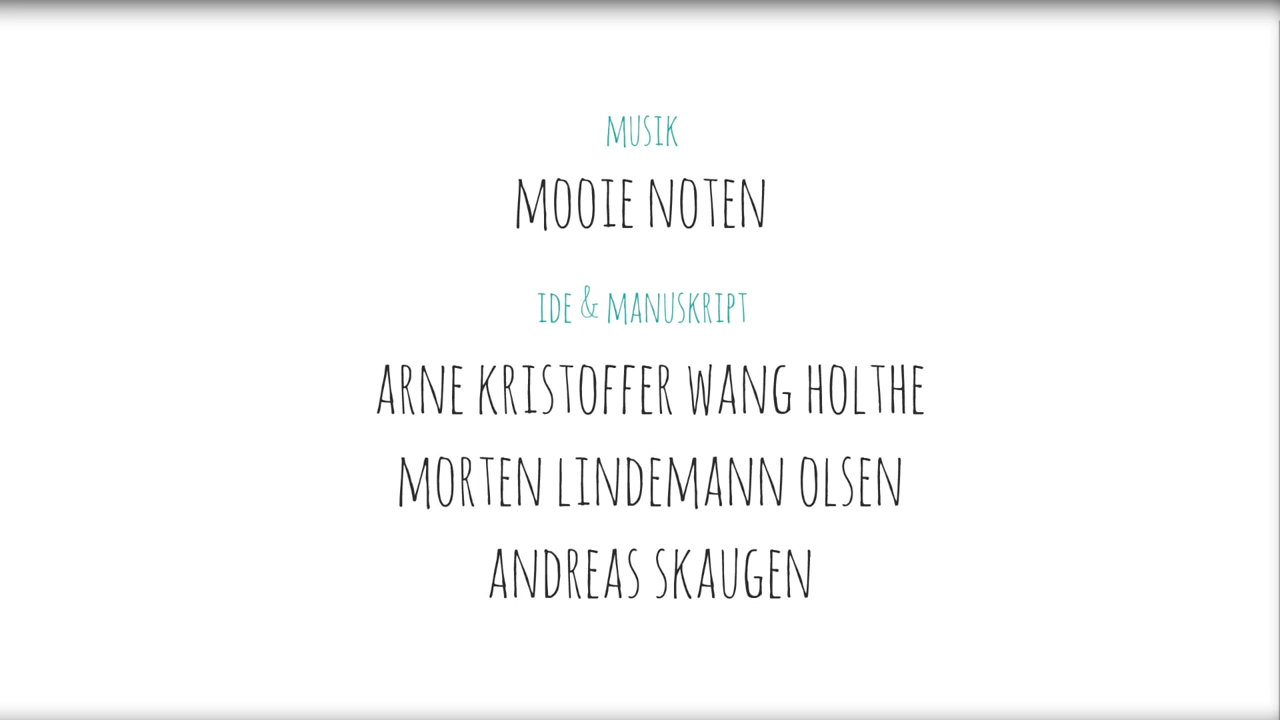 MUSIK
MOOIE NOTEN
IDE & MANUSKRIPT
ARNE KRISTOFFER WANG HOLTHE
MORTEN LINDEMANN OLSEN
ANDREAS SKAUGEN